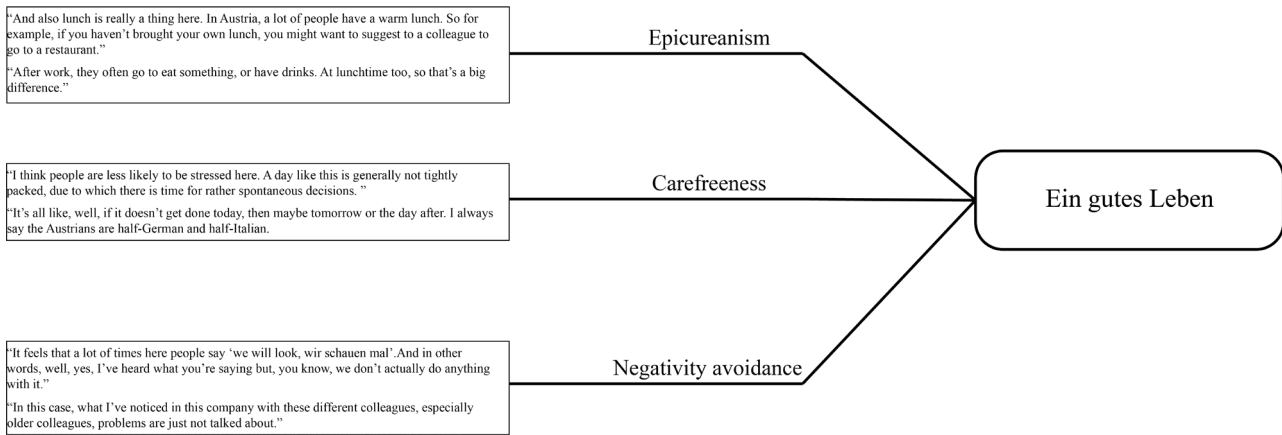 “And also lunch is really a thing here. In Austria, a lot of people have a warm lunch. So for
example, if you haven’t brought your own lunch, you might want to suggest to a colleague to
go to a restaurant.”
“After work, they often go to eat something, or have drinks. At lunchtime too, so that’s a big
difference.”
Epicureanism
“I think people are less likely to be stressed here. A day like this is generally not tightly
packed, due to which there is time for rather spontaneous decisions. ”
“It’s all like, well, if it doesn’t get done today, then maybe tomorrow or the day after. I always
say the Austrians are half-German and half-Italian.
Carefreeness
Ein gutes Leben
“It feels that a lot of times here people say ‘we will look, wir schauen mal’.And in other
words, well, yes, I’ve heard what you’re saying but, you know, we don’t actually do anything
with it.”
“In this case, what I’ve noticed in this company with these different colleagues, especially
older colleagues, problems are just not talked about.”
Negativity avoidance